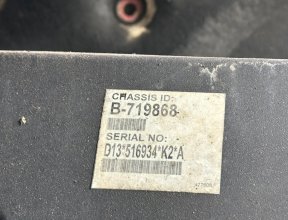 CHASSIS ID:
B-719868
SERIAL NO:
D13*516934*K2*A